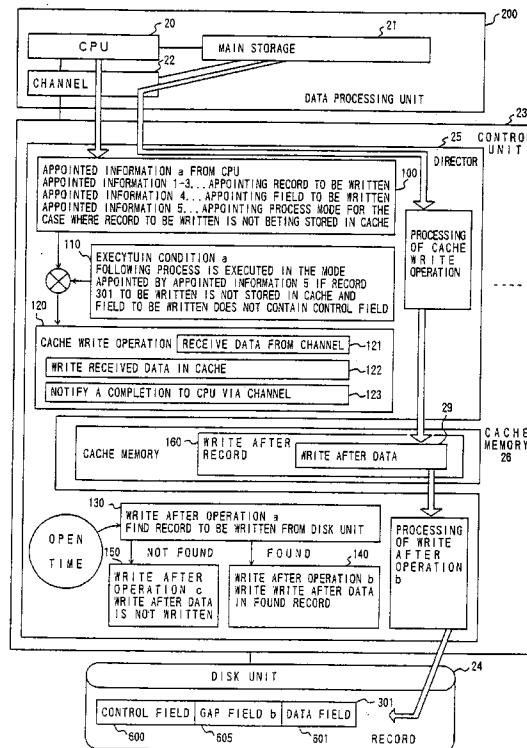 200
20
CPU
21
MAIN STORAGE
22
CHANNEL
DATA PROCESSING UNIT
23
CONTROL
UNIT
25
DIRECTOR
100
APPOINTED INFORMATION a FROM CPU
APPOINTED INFORMATION 1-3... APPOINTING RECORD TO BE WRITTEN
APPOINTED INFORMATION 4... APPOINTING FIELD TO BE WRITTEN
APPOINTED INFORMATION 5... APPOINTING PROCESS MODE FOR THE
CASE WHERE RECORD TO BE WRITTEN IS NOT BETING STORED IN CACHE
PROCESSING
OF CACHE
WRITE
OPERATION
110
EXECYTUIN CONDITION a
FOLLOWING PROCESS IS EXECUTED IN THE MODE
APPOINTED BY APPOINTED INFORMATION 5 IF RECORD
301 TO BE WRITTEN IS NOT STORED IN CACHE AND
FIELD TO BE WRITTEN DOES NOT CONTAIN CONTROL FIELD
120
CACHE WRITE OPERATION
RECEIVE DATA FROM CHANNEL
121
WRITE RECEIVED DATA IN CACHE
122
NOTIFY A COMPLETION TO CPU VIA CHANNEL
123
29
CACHE
MEMORY
26
CACHE MEMORY
160
WRITE AFTER
RECORD
WRITE AFTER DATA
130
WRITE AFTER OPERATION a
FIND RECORD TO BE WRITTEN FROM DISK UNIT
OPEN
TIME
NOT FOUND
FOUND
150
WRITE AFTER
OPERATION c
WRITE AFTER DATA
IS NOT WRITTEN
140
WRITE AFTER OPERATION b
WRITE WRITE AFTER DATA
IN FOUND RECORD
PROCESSING
OF WRITE
AFTER
OPERATION
b
24
DISK UNIT
301
CONTROL FIELD
GAP FIELD b
DATA FIELD
RECORD
600
605
601